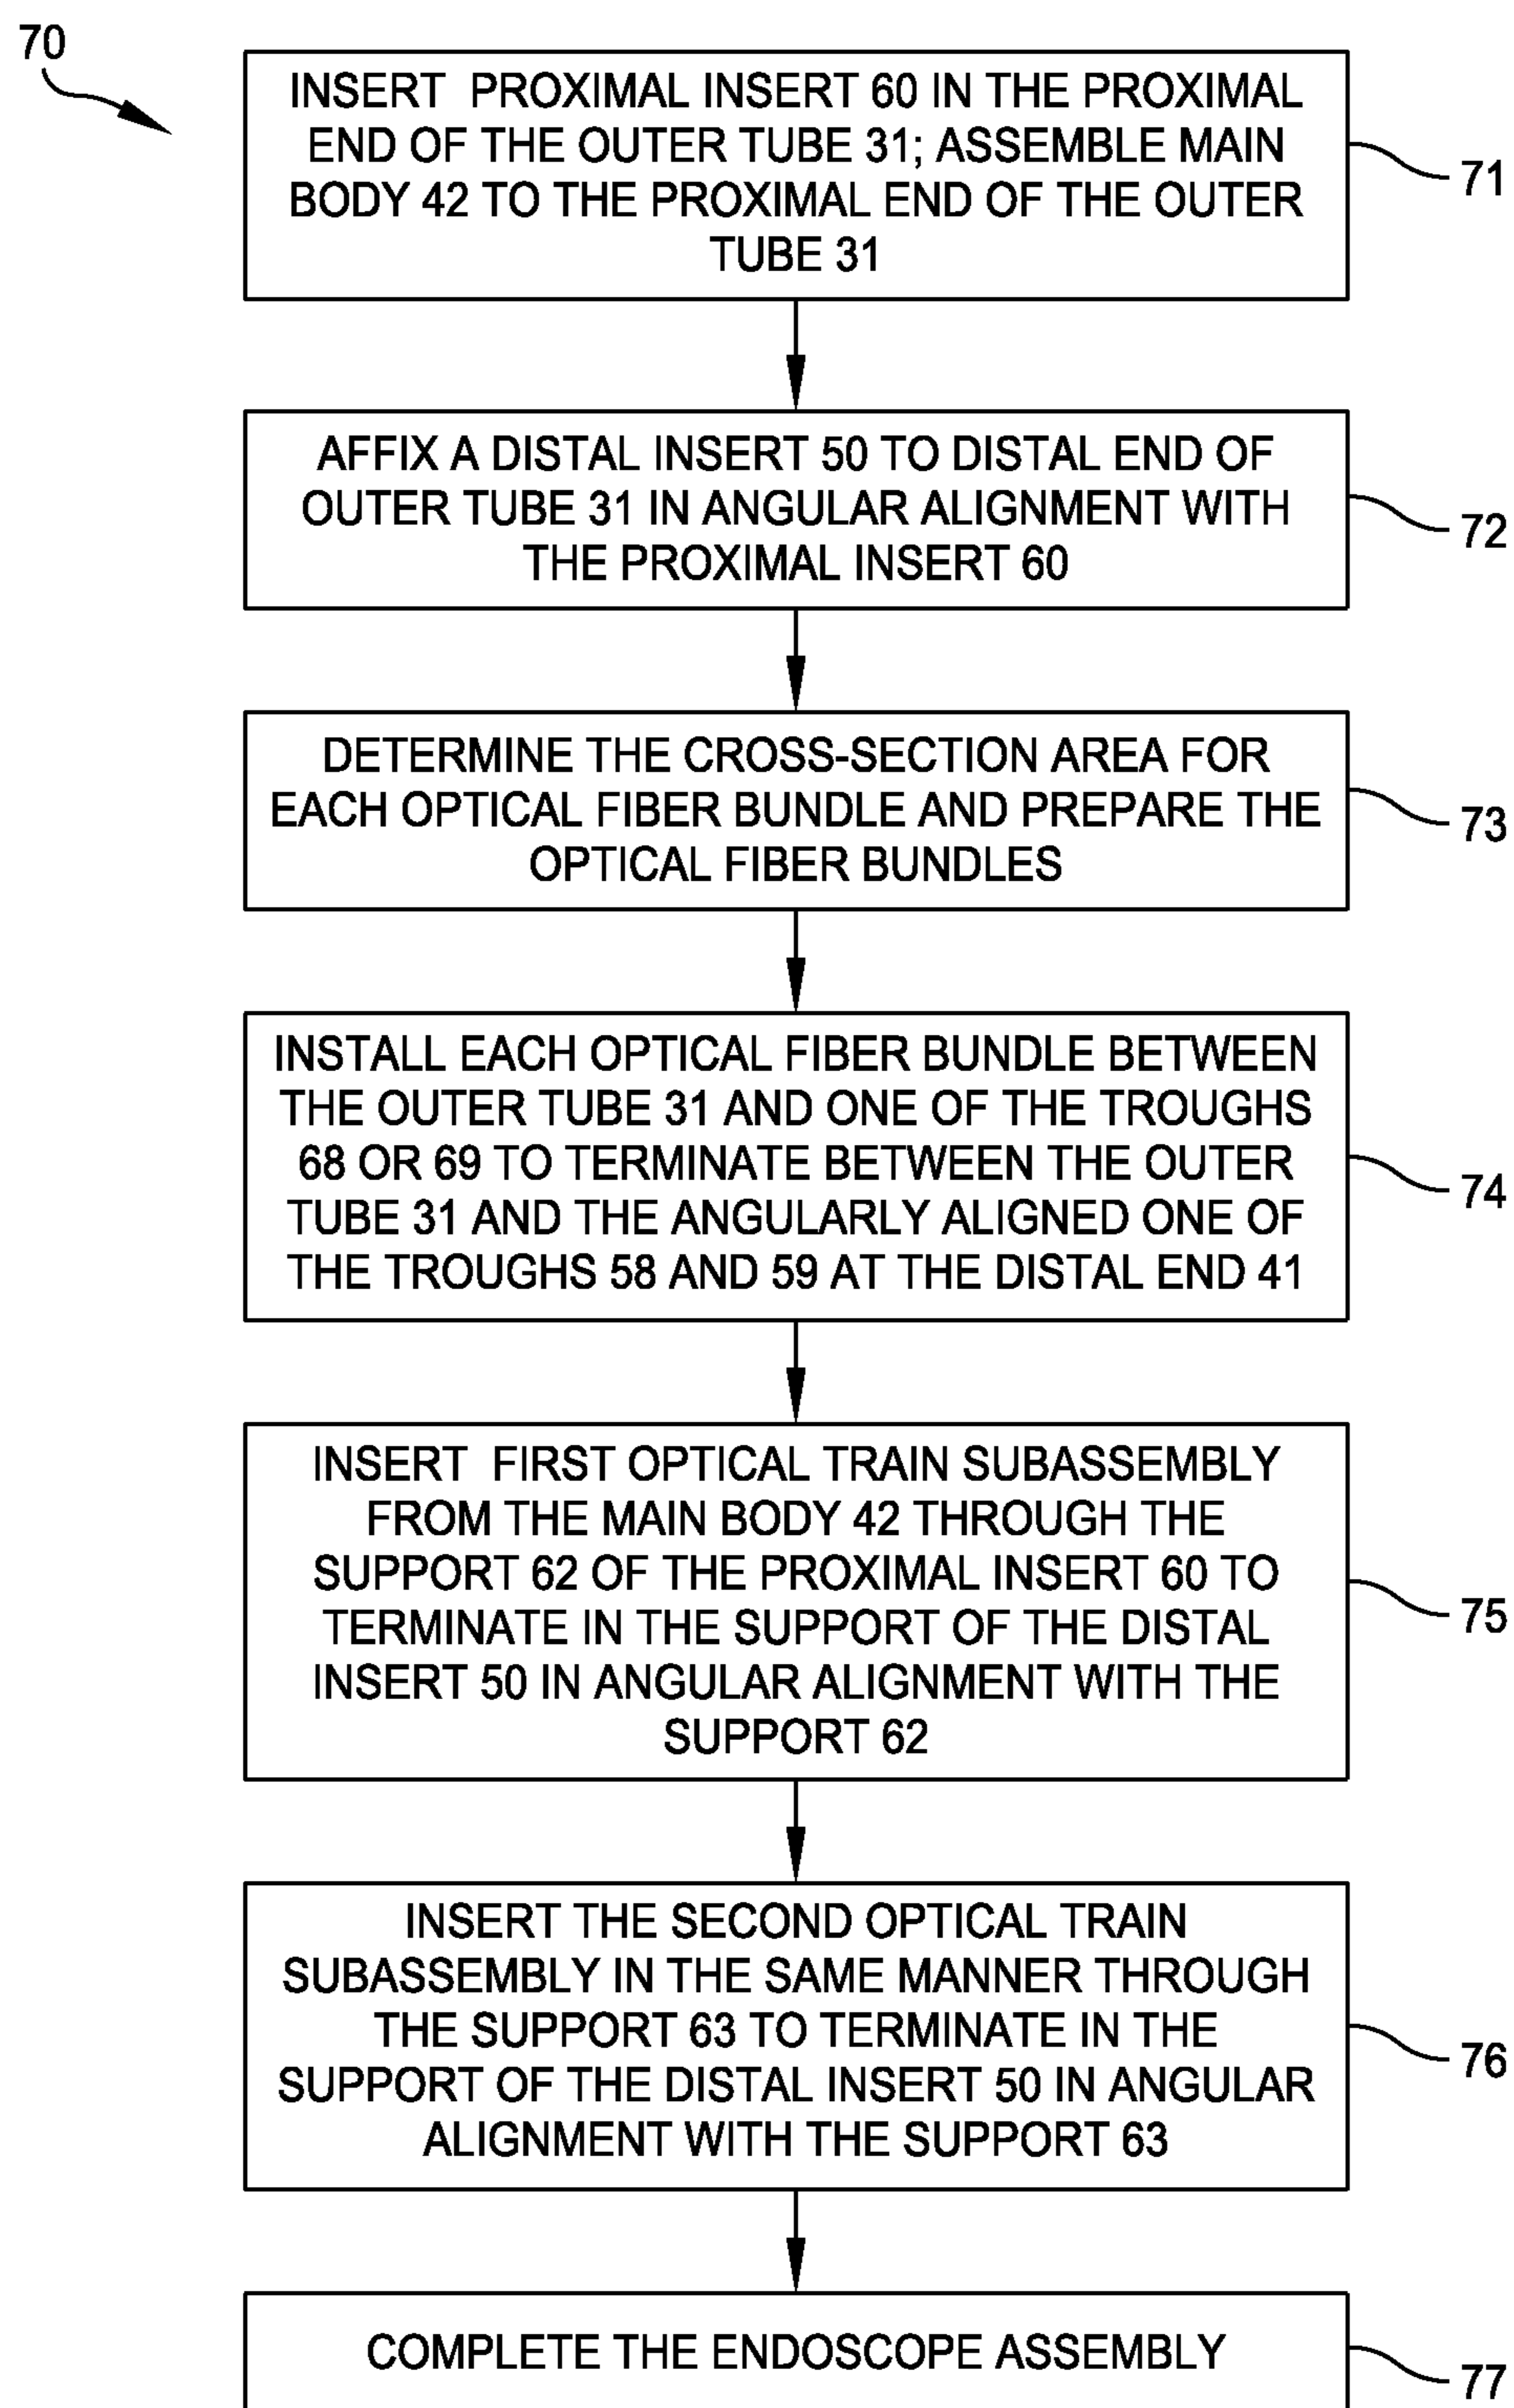 70
INSERT PROXIMAL INSERT 60 IN THE PROXIMAL
END OF THE OUTER TUBE 31; ASSEMBLE MAIN
BODY 42 TO THE PROXIMAL END OF THE OUTER
TUBE 31
71
AFFIX A DISTAL INSERT 50 TO DISTAL END OF
OUTER TUBE 31 IN ANGULAR ALIGNMENT WITH
THE PROXIMAL INSERT 60
72
DETERMINE THE CROSS-SECTION AREA FOR
EACH OPTICAL FIBER BUNDLE AND PREPARE THE
OPTICAL FIBER BUNDLES
73
INSTALL EACH OPTICAL FIBER BUNDLE BETWEEN
THE OUTER TUBE 31 AND ONE OF THE TROUGHS
68 OR 69 TO TERMINATE BETWEEN THE OUTER
TUBE 31 AND THE ANGULARLY ALIGNED ONE OF
THE TROUGHS 58 AND 59 AT THE DISTAL END 41
74
INSERT FIRST OPTICAL TRAIN SUBASSEMBLY
FROM THE MAIN BODY 42 THROUGH THE
SUPPORT 62 OF THE PROXIMAL INSERT 60 TO
TERMINATE IN THE SUPPORT OF THE DISTAL
INSERT 50 IN ANGULAR ALIGNMENT WITH THE
SUPPORT 62
75
INSERT THE SECOND OPTICAL TRAIN
SUBASSEMBLY IN THE SAME MANNER THROUGH
THE SUPPORT 63 TO TERMINATE IN THE
SUPPORT OF THE DISTAL INSERT 50 IN ANGULAR
ALIGNMENT WITH THE SUPPORT 63
76
COMPLETE THE ENDOSCOPE ASSEMBLY
77